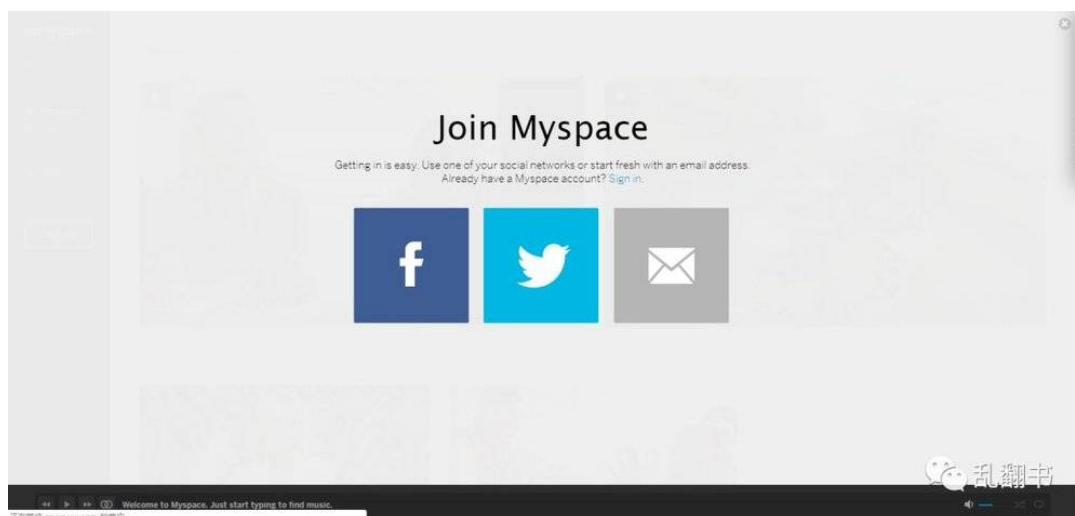 Join Myspace
Getting in is easy. Use one of your social networks or start fresh with an email address.
Already have a Myspace account? Sign in.
乱翻书
Welcome to Myspace. Just start typing to find music.